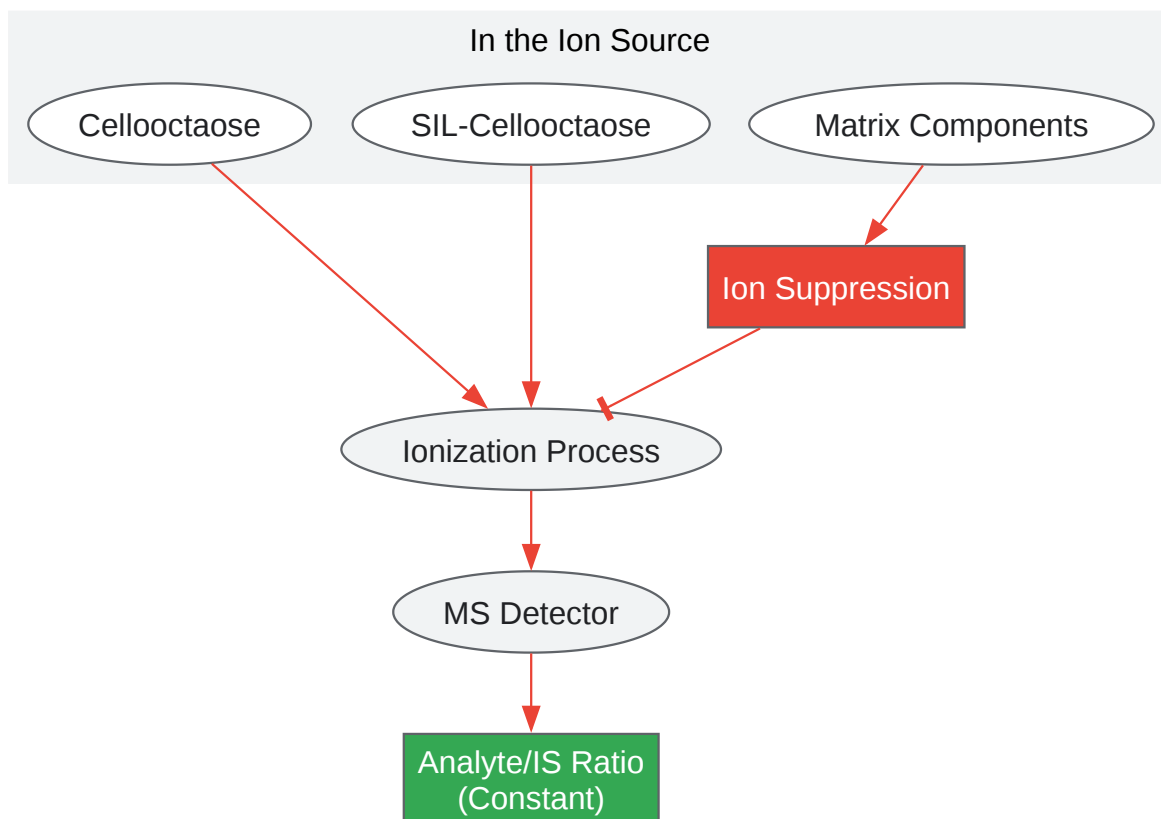 In the Ion Source
Cellooctaose
SIL-Cellooctaose
Matrix Components
Ion Suppression
Ionization Process
MS Detector
Analyte/IS Ratio
(Constant)